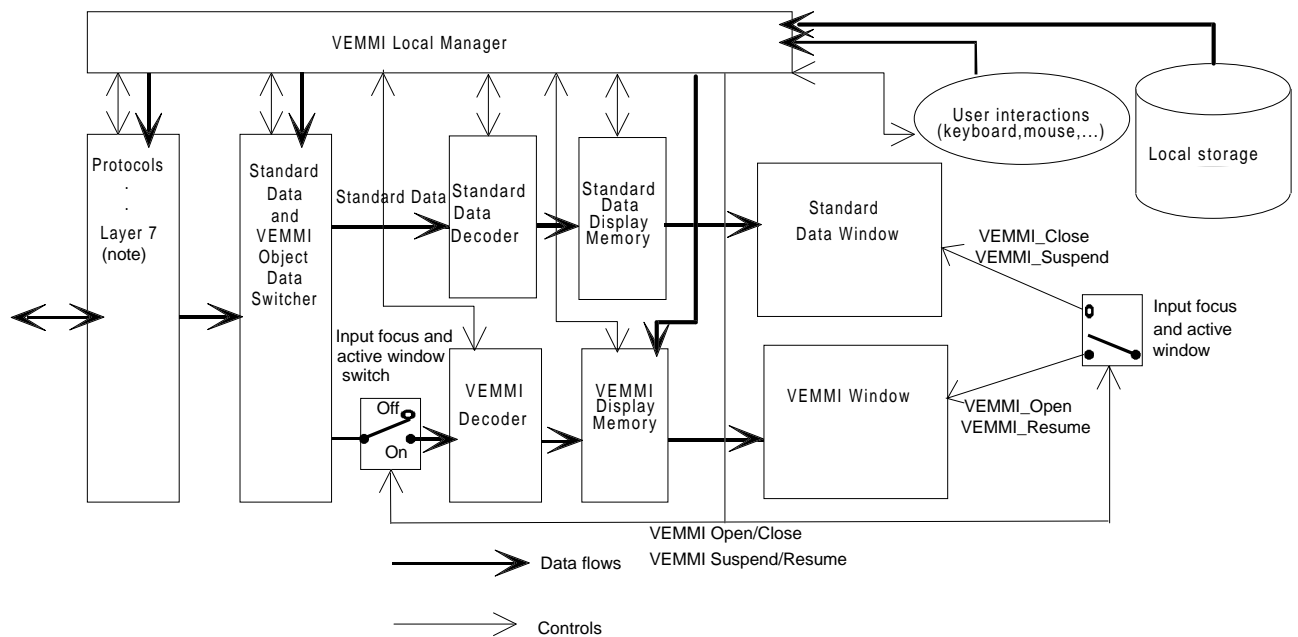 VEMMI Local Manager
User interactions
(keyboard,mouse,...)
Local storage
Protocols
.
.
Layer 7
(note)
Standard
Data
and
VEMMI
Object
Data
Switcher
Standard Data
Standard
Data
Decoder
Standard
Data
Display
Memory
Standard
Data Window
VEMMI_Close
VEMMI_Suspend
Input focus
and active
window
Input focus and
active window
switch
Off
On
VEMMI
Decoder
VEMMI
Display
Memory
VEMMI Window
VEMMI_Open
VEMMI_Resume
VEMMI Open/Close
VEMMI Suspend/Resume
Data flows
Controls